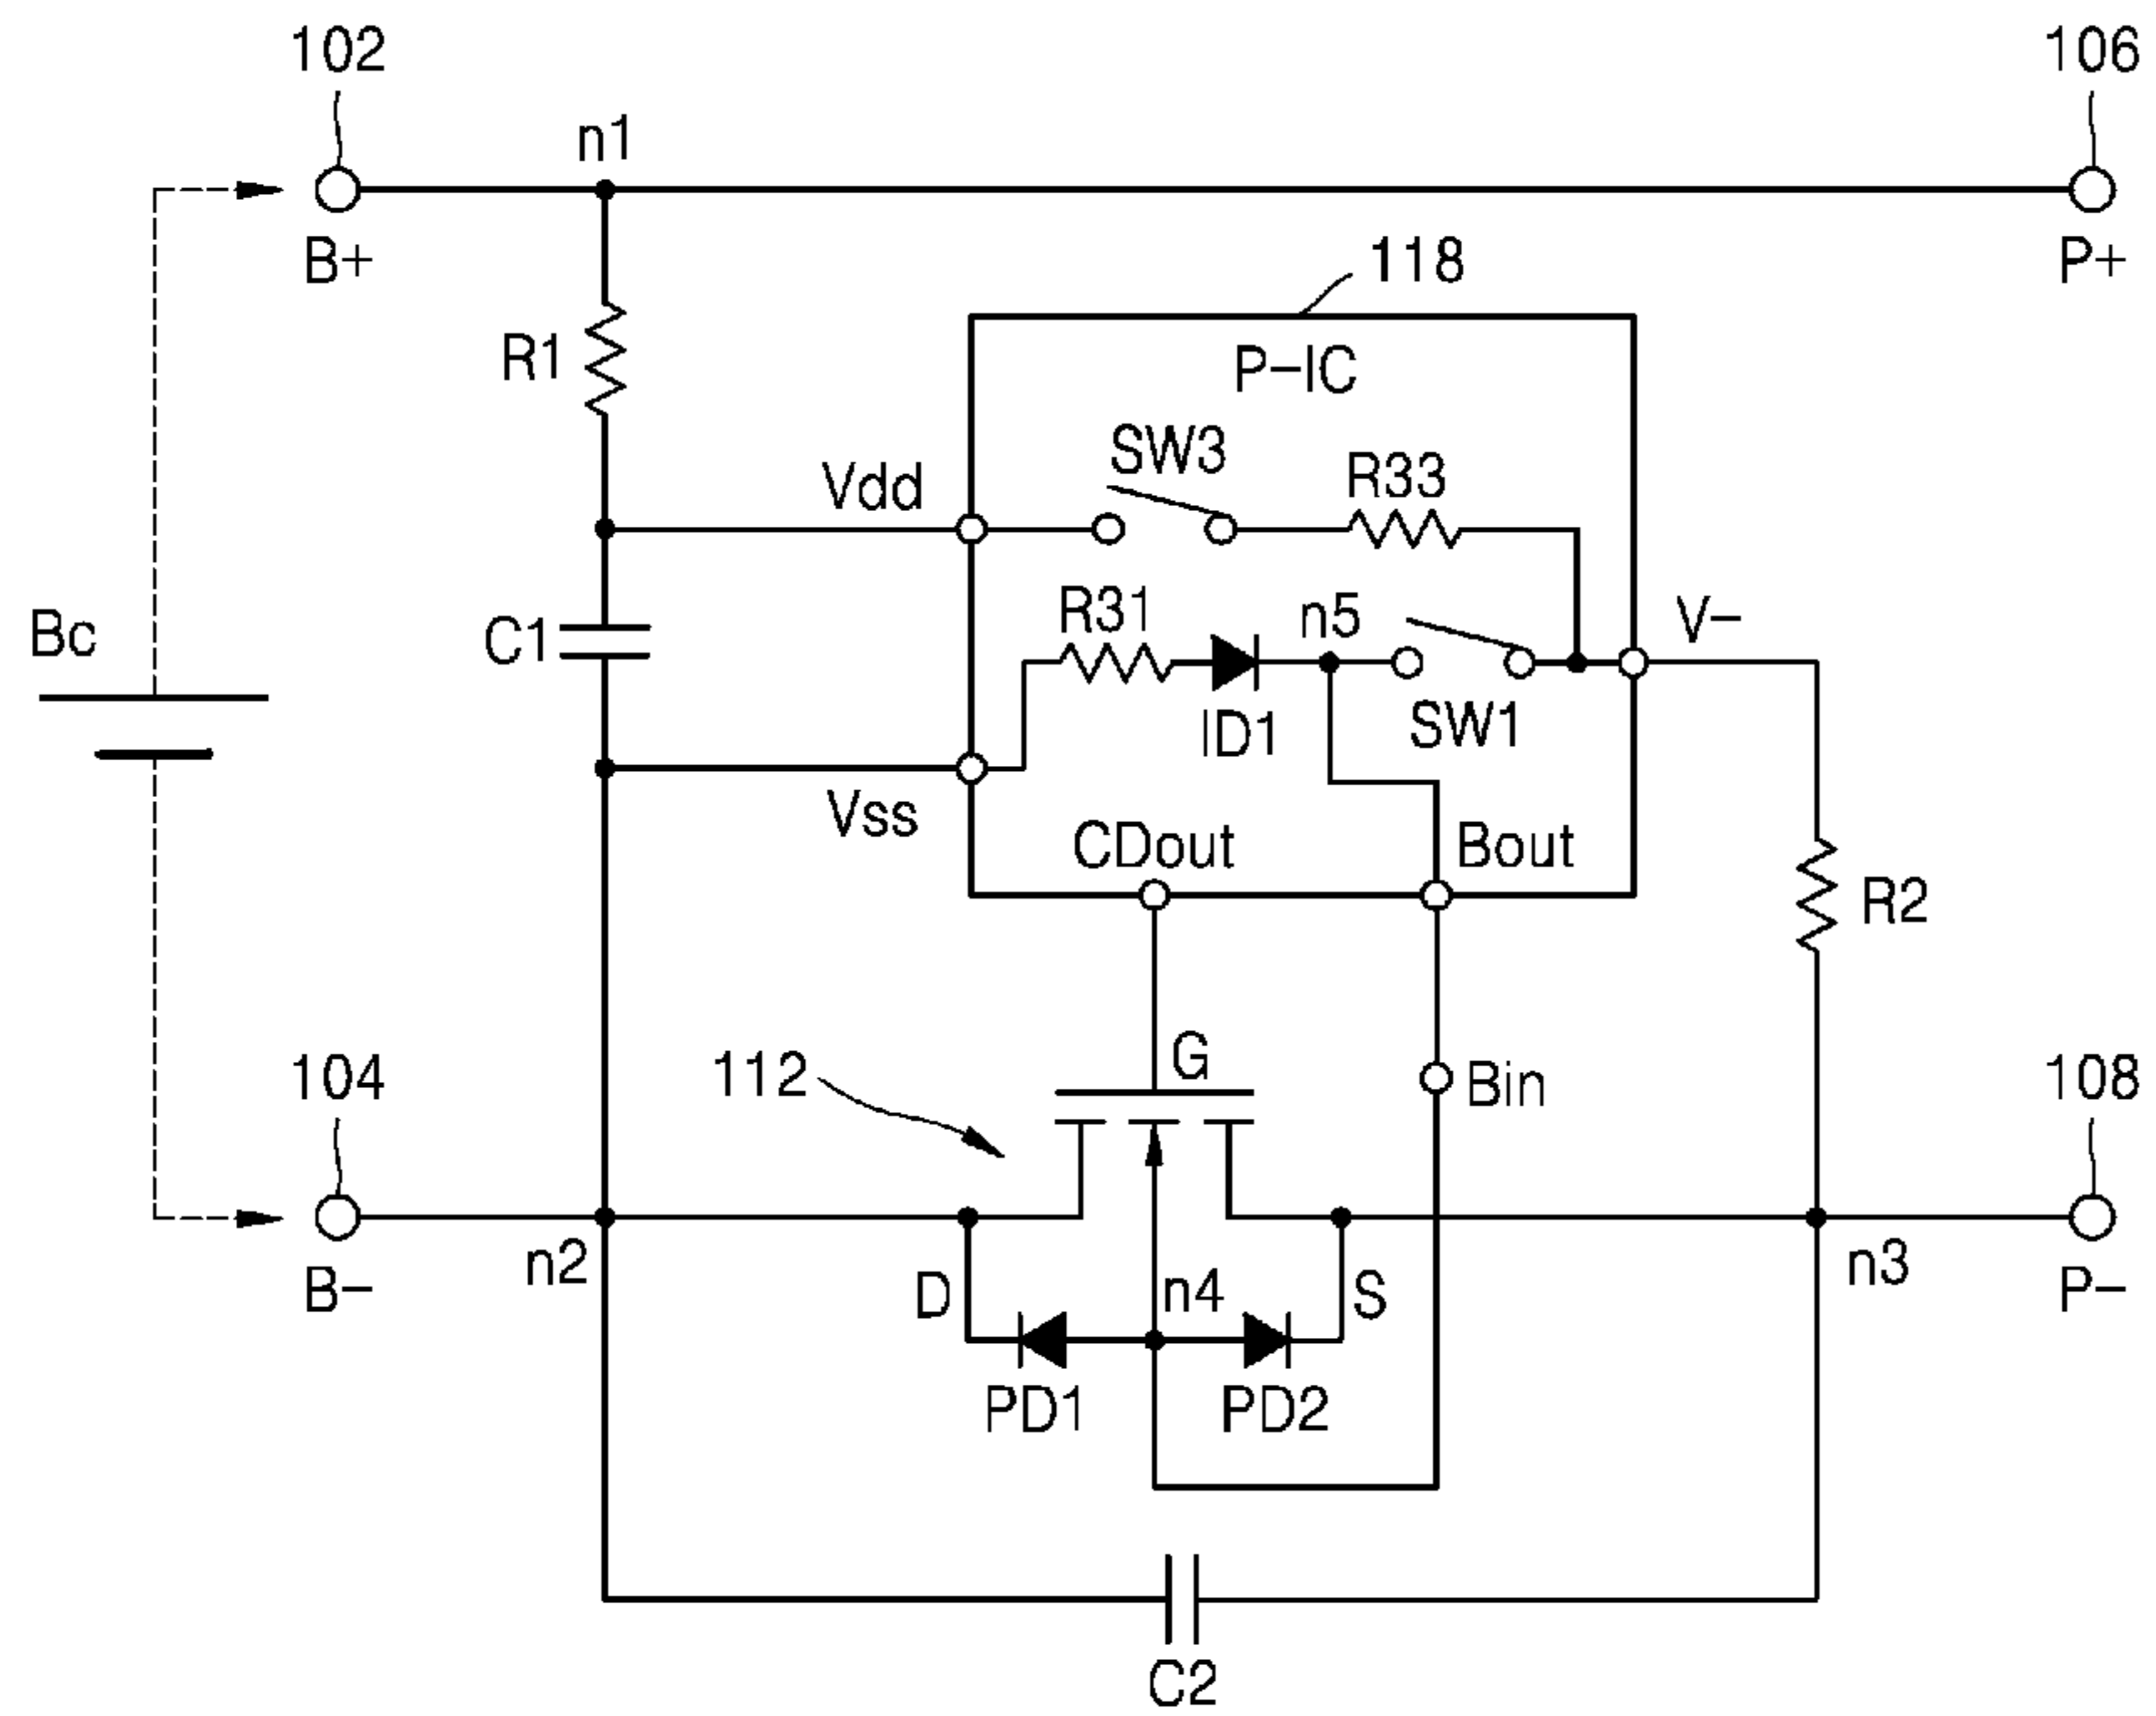 102
106
n1
B+
P+
118
P-IC
R1
SW3
R33
Vdd
R31
n5
V-
Bc
C1
ID1
SW1
Vss
CDout
Bout
R2
112
G
Bin
104
108
n2
n4
n3
B-
D
S
P-
PD1
PD2
C2